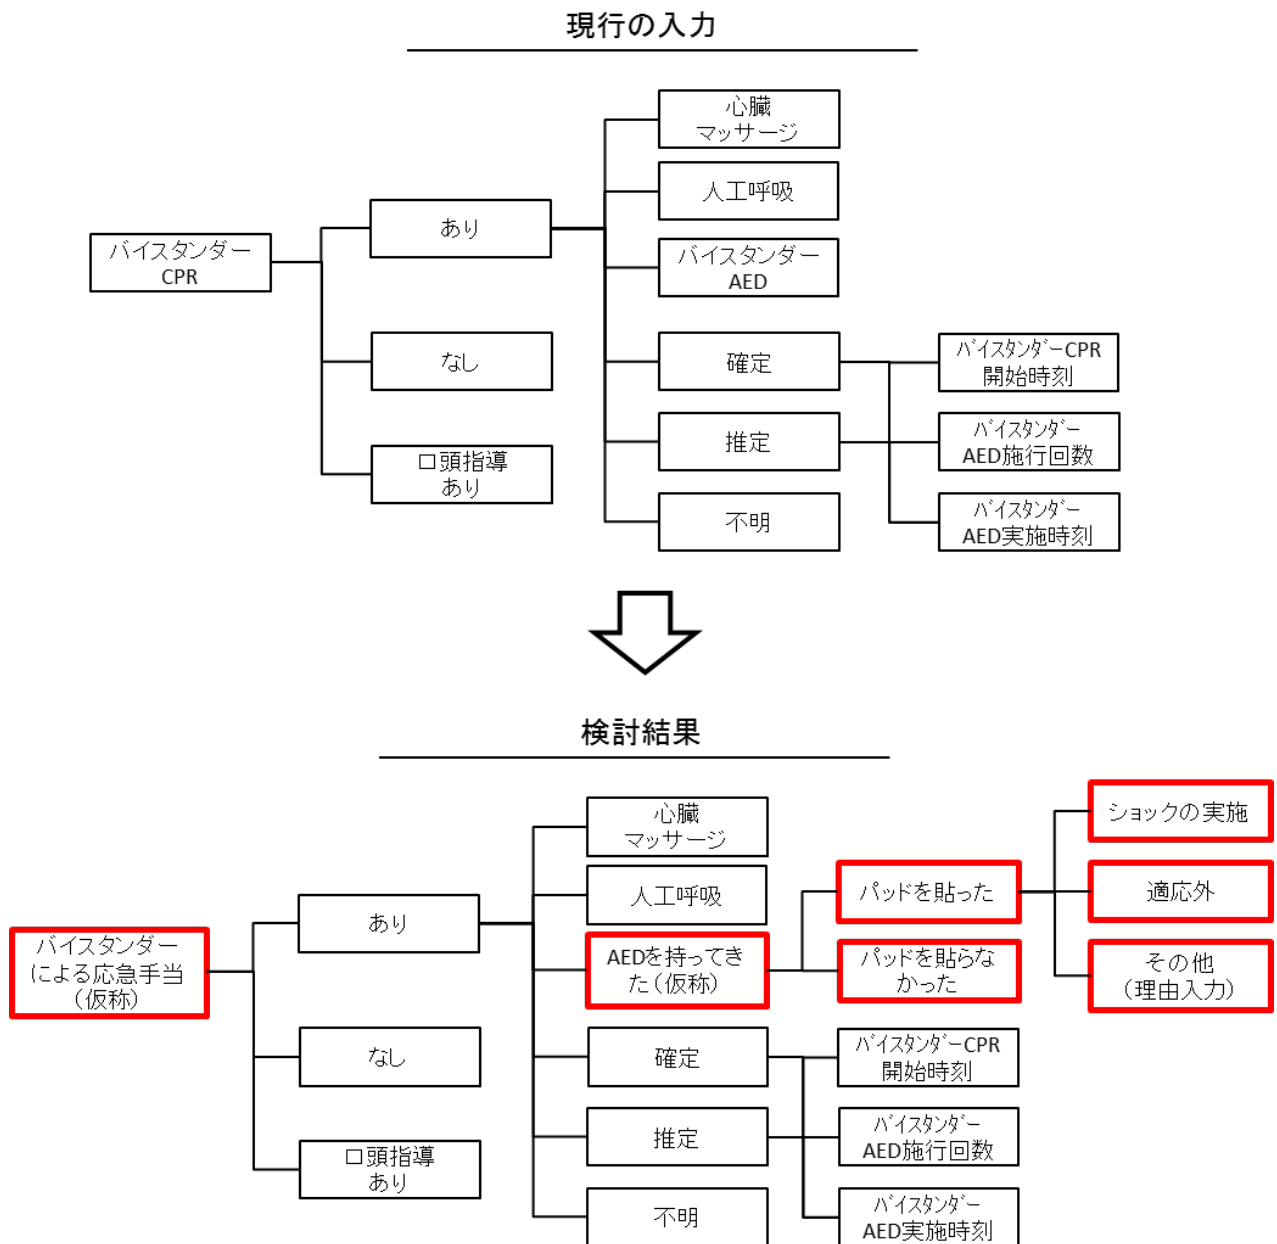 現行の入力
心臓
マッサージ
人工呼吸
あり
バイスタンダー
CPR
バイスタンダー
AED
なし
確定
バイスタンダーCPR
開始時刻
推定
バイスタンダー
AED施行回数
口頭指導
あり
不明
バイスタンダー
AED実施時刻
検討結果
心臓
マッサージ
ショックの実施
人工呼吸
パッドを貼った
適応外
あり
バイスタンダー
による応急手当
(仮称)
AEDを持ってき
た(仮称)
パッドを貼らな
かった
その他
(理由入力)
なし
確定
バイスタンダーCPR
開始時刻
推定
バイスタンダー
AED施行回数
口頭指導
あり
不明
バイスタンダー
AED実施時刻